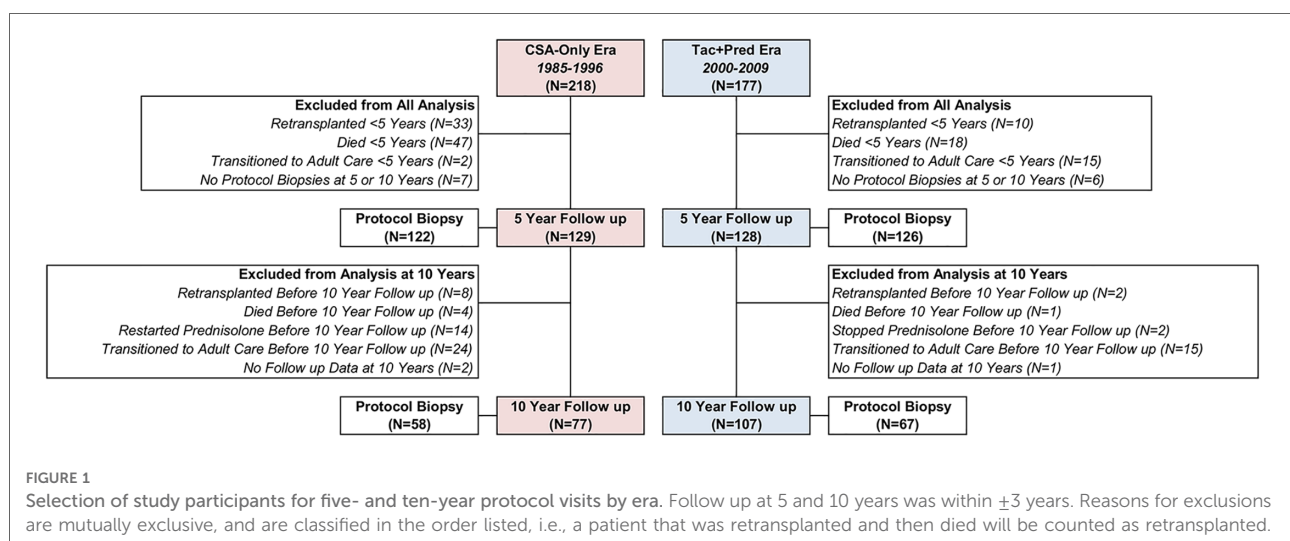 CSA-Only Era
1985-1996
(N=218)
Tac+Pred Era
2000-2009
(N=177)
Excluded from All Analysis
Retransplanted <5 Years (N=33)
Died <5 Years (N=47)
Transitioned to Adult Care <5 Years (N=2)
No Protocol Biopsies at 5 or 10 Years (N=7)
Excluded from All Analysis
Retransplanted <5 Years (N=10)
Died <5 Years (N=18)
Transitioned to Adult Care <5 Years (N=15)
No Protocol Biopsies at 5 or 10 Years (N=6)
Protocol Biopsy
(N=122)
5 Year Follow up
(N=129)
5 Year Follow up
(N=128)
Protocol Biopsy
(N=126)
Excluded from Analysis at 10 Years
Retransplanted Before 10 Year Follow up (N=8)
Died Before 10 Year Follow up (N=4)
Restarted Prednisolone Before 10 Year Follow up (N=14)
Transitioned to Adult Care Before 10 Year Follow up (N=24)
No Follow up Data at 10 Years (N=2)
Excluded from Analysis at 10 Years
Retransplanted Before 10 Year Follow up (N=2)
Died Before 10 Year Follow up (N=1)
Stopped Prednisolone Before 10 Year Follow up (N=2)
Transitioned to Adult Care Before 10 Year Follow up (N=15)
No Follow up Data at 10 Years (N=1)
Protocol Biopsy
(N=58)
10 Year Follow up
(N=77)
10 Year Follow up
(N=107)
Protocol Biopsy
(N=67)
FIGURE 1
Selection of study participants for five- and ten-year protocol visits by era. Follow up at 5 and 10 years was within ±3 years. Reasons for exclusions
are mutually exclusive, and are classified in the order listed, i.e., a patient that was retransplanted and then died will be counted as retransplanted.